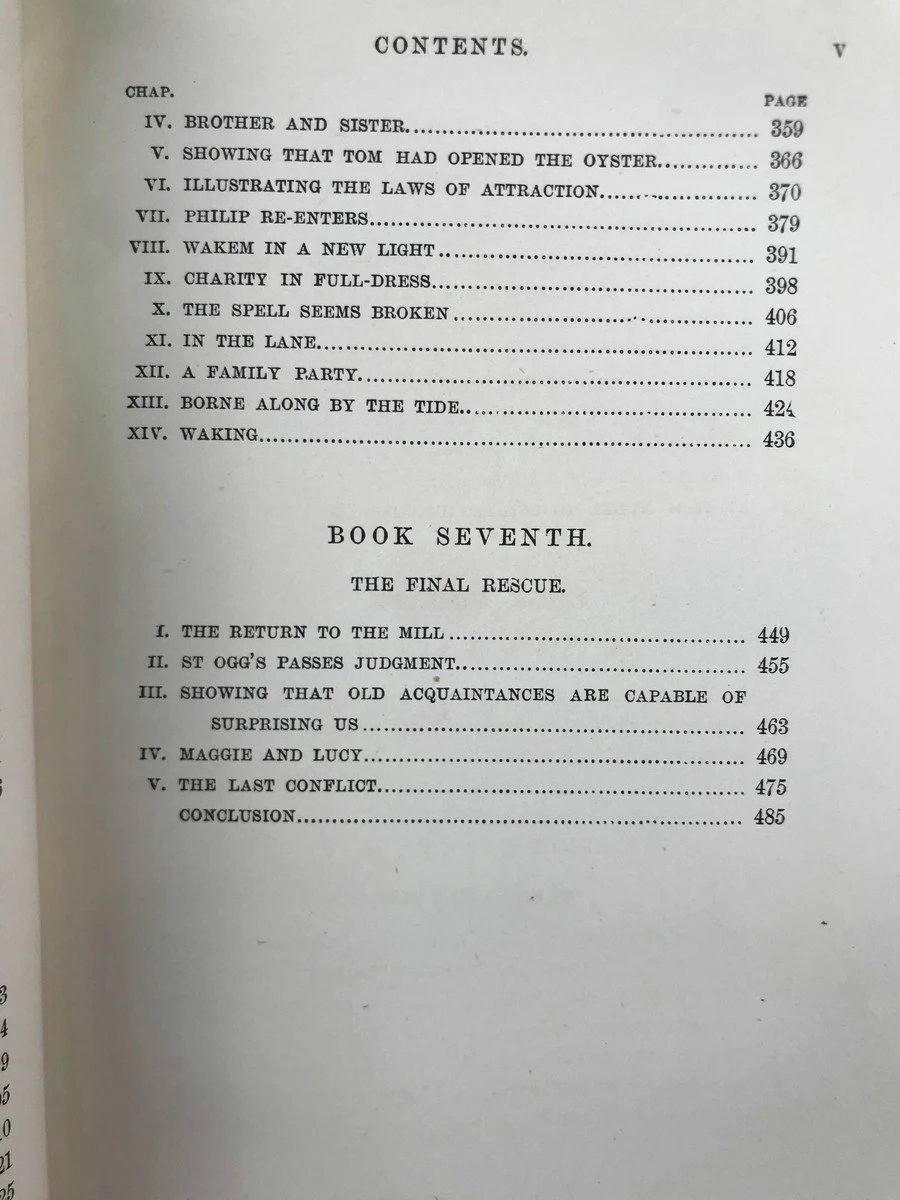 CONTENTS. V
CHAP. PAGE
IV. BROTHER AND SISTER 359
V. SHOWING THAT TOM HAD OPENED THE OYSTER 366
VI. ILLUSTRATING THE LAWS OF ATTRACTION 370
VII. PHILIP RE-ENTERS 379
VIII. WAKEM IN A NEW LIGHT 391
IX. CHARITY IN FULL-DRESS 398
X. THE SPELL SEEMS BROKEN 406
XI. IN THE LANE 412
XII. A FAMILY PARTY 418
XIII. BORNE ALONG BY THE TIDE 424
XIV. WAKING 436
BOOK SEVENTH.
THE FINAL RESCUE.
I. THE RETURN TO THE MILL 449
II. ST OGG'S PASSES JUDGMENT 455
III. SHOWING THAT OLD ACQUAINTANCES ARE CAPABLE OF
SURPRISING US 463
IV. MAGGIE AND LUCY 469
V. THE LAST CONFLICT 475
CONCLUSION 485